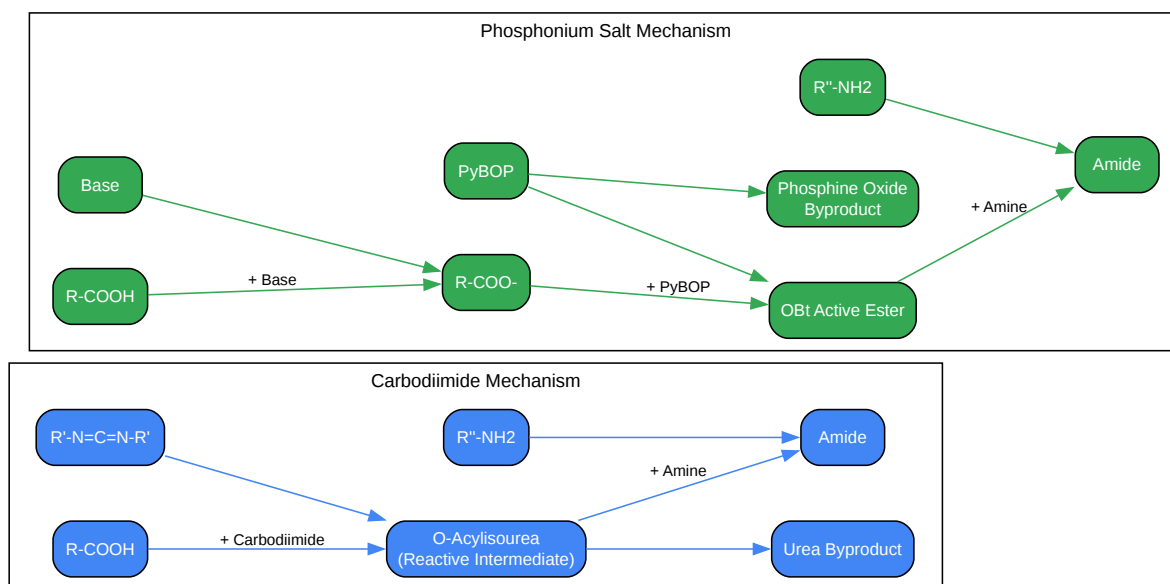 Phosphonium Salt Mechanism
R"-NH2
Base
PyBOP
Phosphine Oxide
Byproduct
Amide
+ Amine
R-COOH
+ Base
R-COO-
+ PyBOP
OBt Active Ester
Carbodiimide Mechanism
R'-N=C=N-R'
R"-NH2
Amide
+ Amine
R-COOH
+ Carbodiimide
O-Acylisourea
(Reactive Intermediate)
Urea Byproduct